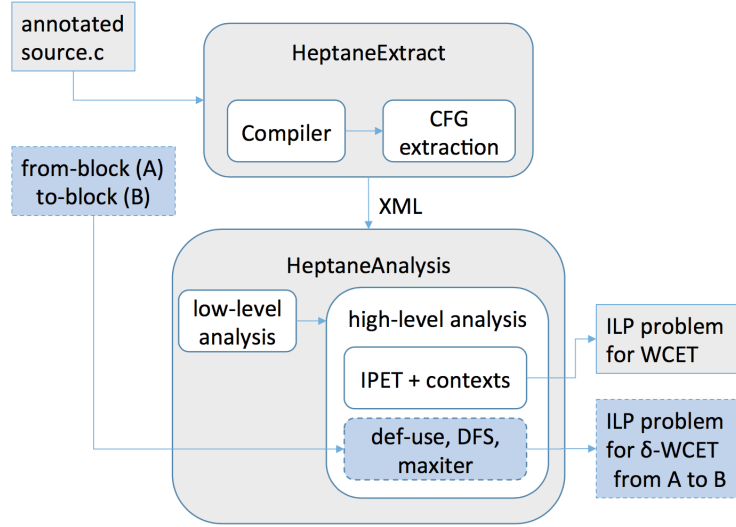 annotated
source.c
HeptaneExtract
Compiler
CFG
extraction
from-block (A)
to-block (B)
XML
HeptaneAnalysis
low-level
analysis
high-level analysis
IPET + contexts
ILP problem
for WCET
def-use, DFS,
maxiter
ILP problem
for δ-WCET
from A to B